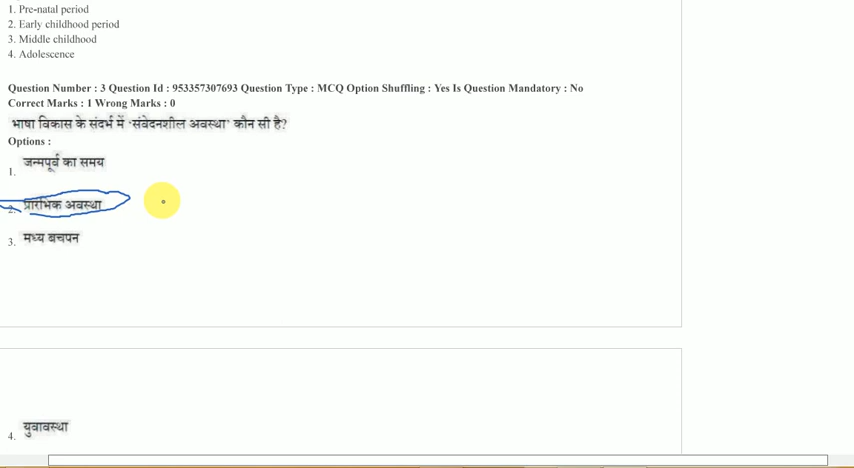 1. Pre-natal period
2. Early childhood period
3. Middle childhood
4. Adolescence
Question Number : 3 Question Id : 953357307693 Question Type : MCQ Option Shuffling : Yes Is Question Mandatory : No
Correct Marks : 1 Wrong Marks : 0
भाषा विकास के संदर्भ में 'संवेदनशील अवस्था' कौन सी है?
Options :
1. जन्मपूर्व का समय
2. प्रारंभिक अवस्था
3. मध्य बचपन
4. युवावस्था